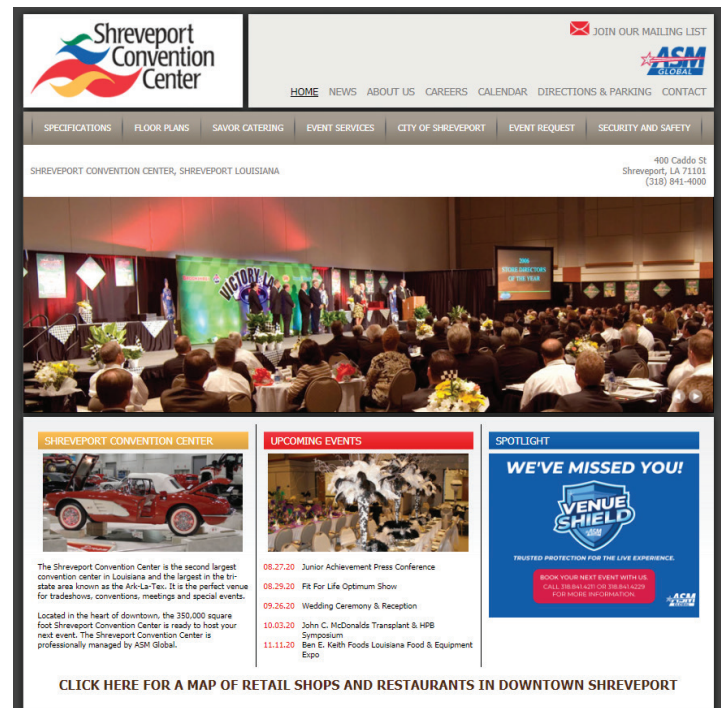 Shreveport
Convention
Center
JOIN OUR MAILING LIST
ASM
GLOBAL
HOME NEWS ABOUT US CAREERS CALENDAR DIRECTIONS & PARKING CONTACT
SPECIFICATIONS FLOOR PLANS SAVOR CATERING EVENT SERVICES CITY OF SHREVEPORT EVENT REQUEST SECURITY AND SAFETY
SHREVEPORT CONVENTION CENTER, SHREVEPORT LOUISIANA
400 Caddo St
Shreveport, LA 71101
(318) 841-4000
VICTORY LA
2006
STORE DIRECTORS
OF THE YEAR
SHREVEPORT CONVENTION CENTER
The Shreveport Convention Center is the second largest
convention center in Louisiana and the largest in the tri-
state area known as the Ark-La-Tex. It is the perfect venue
for tradeshows, conventions, meetings and special events.
Located in the heart of downtown, the 350,000 square
foot Shreveport Convention Center is ready to host your
next event. The Shreveport Convention Center is
professionally managed by ASM Global.
UPCOMING EVENTS
08.27.20 Junior Achievement Press Conference
08.29.20 Fit For Life Optimum Show
09.26.20 Wedding Ceremony & Reception
10.03.20 John C. McDonalds Transplant & HPB
Symposium
11.11.20 Ben E. Keith Foods Louisiana Food & Equipment
Expo
SPOTLIGHT
WE'VE MISSED YOU!
VENUE
SHIELD
TRUSTED PROTECTION FOR THE LIVE EXPERIENCE.
BOOK YOUR NEXT EVENT WITH US.
CALL 318.841.4211 OR 318.841.4229
FOR MORE INFORMATION
ASM
CLICK HERE FOR A MAP OF RETAIL SHOPS AND RESTAURANTS IN DOWNTOWN SHREVEPORT